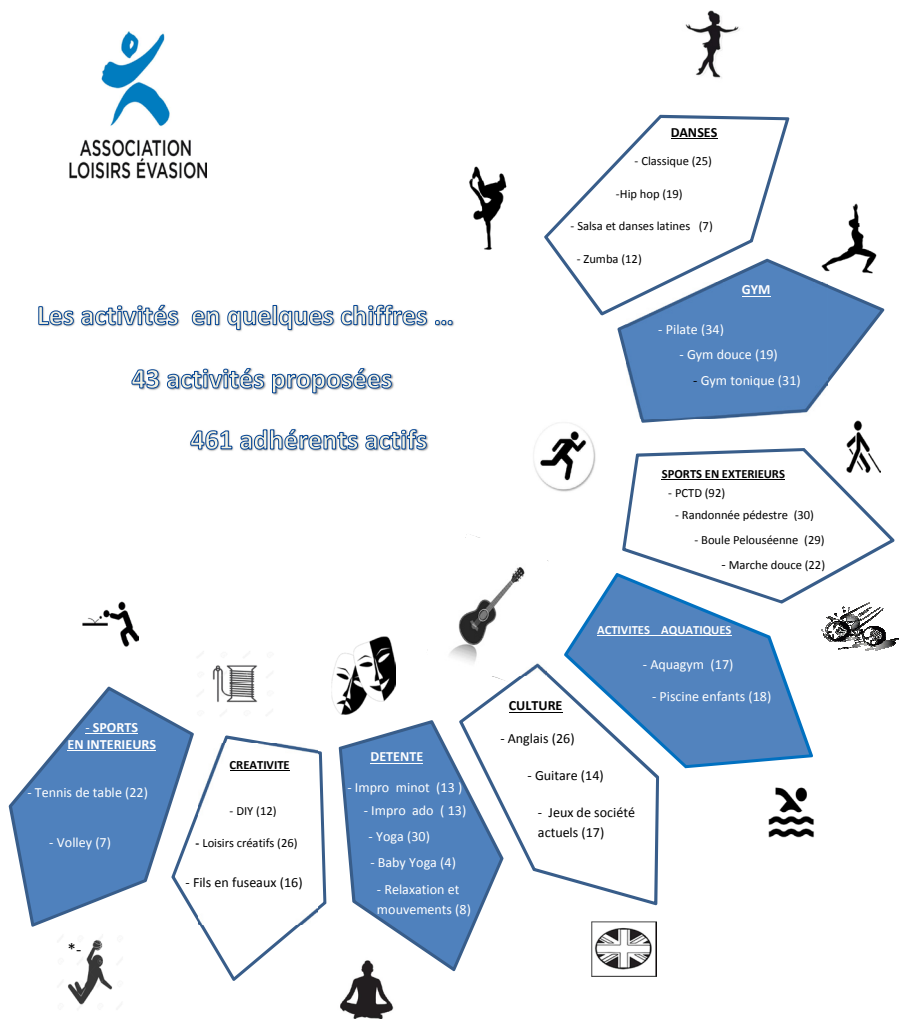 ASSOCIATION
LOISIRS ÉVASION
Les activités en quelques chiffres ...
43 activités proposées
461 adhérents actifs
DANSES
- Classique (25)
-Hip hop (19)
- Salsa et danses latines (7)
- Zumba (12)
GYM
- Pilate (34)
- Gym douce (19)
- Gym tonique (31)
SPORTS EN EXTERIEURS
- PCTD (92)
- Randonnée pédestre (30)
- Boule Pelouséenne (29)
- Marche douce (22)
ACTIVITES AQUATIQUES
- Aquagym (17)
- Piscine enfants (18)
CULTURE
- Anglais (26)
- Guitare (14)
- Jeux de société
actuels (17)
DETENTE
- Impro minot (13 )
- Impro ado ( 13)
- Yoga (30)
- Baby Yoga (4)
- Relaxation et
mouvements (8)
CREATIVITE
- DIY (12)
- Loisirs créatifs (26)
- Fils en fuseaux (16)
- SPORTS
EN INTERIEURS
- Tennis de table (22)
- Volley (7)
*-